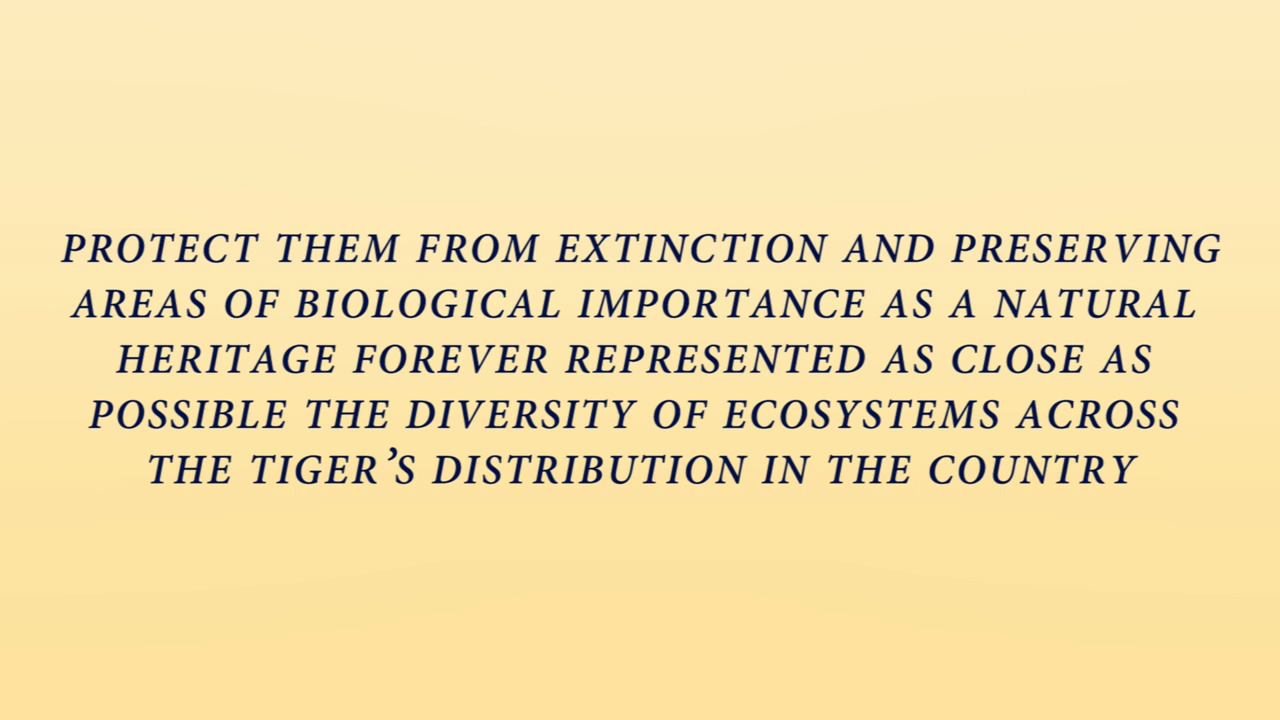 PROTECT THEM FROM EXTINCTION AND PRESERVING
AREAS OF BIOLOGICAL IMPORTANCE AS A NATURAL
HERITAGE FOREVER REPRESENTED AS CLOSE AS
POSSIBLE THE DIVERSITY OF ECOSYSTEMS ACROSS
THE TIGER’S DISTRIBUTION IN THE COUNTRY